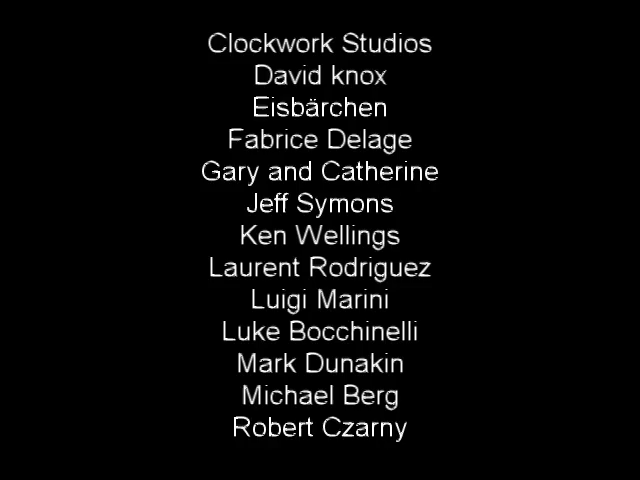 Clockwork Studios
David knox
Eisbärchen
Fabrice Delage
Gary and Catherine
Jeff Symons
Ken Wellings
Laurent Rodriguez
Luigi Marini
Luke Bocchinelli
Mark Dunakin
Michael Berg
Robert Czarny